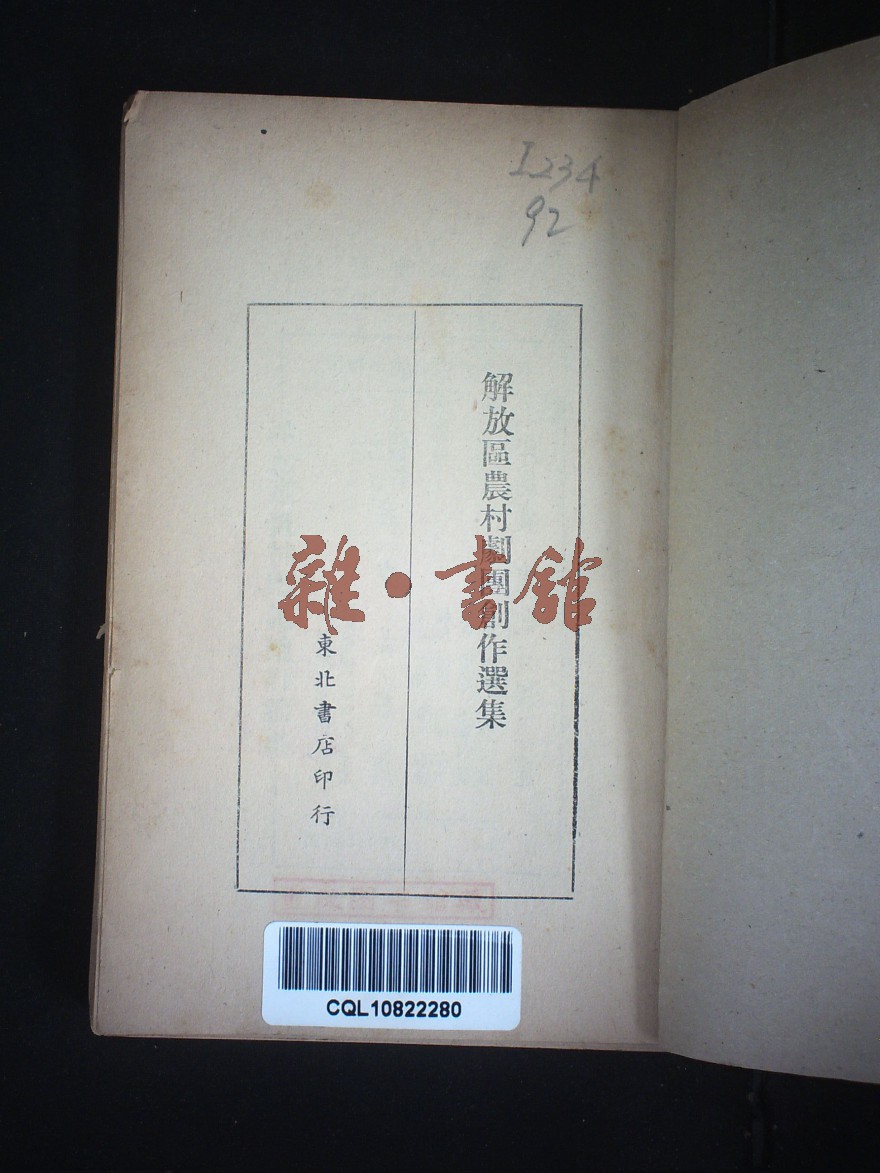 I234
92
解放區農村劇團創作選集
東北書店印行
雜·書館
CQL10822280